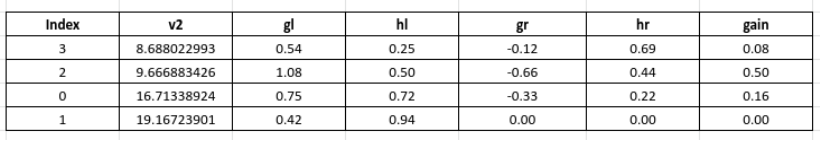 Index v2 gl hl gr hr gain
3 8.688022993 0.54 0.25 -0.12 0.69 0.08
2 9.666883426 1.08 0.50 -0.66 0.44 0.50
0 16.71338924 0.75 0.72 -0.33 0.22 0.16
1 19.16723901 0.42 0.94 0.00 0.00 0.00